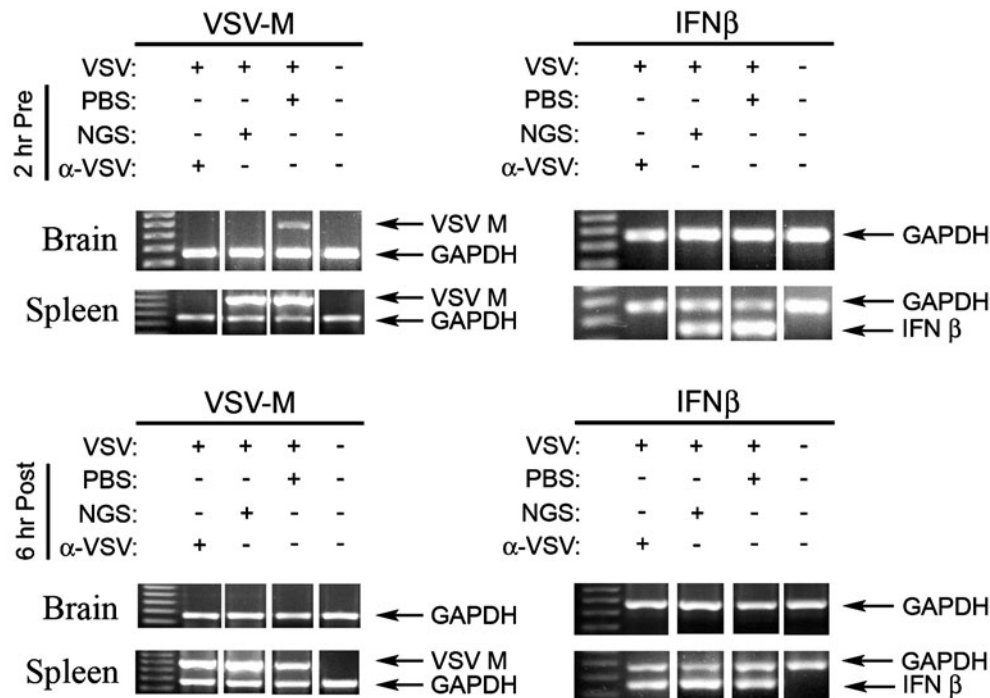 VSV-M
VSV: + + + -
PBS: - - + -
NGS: - + - -
α-VSV: + - - -
2 hr Pre
Brain
VSV M
GAPDH
Spleen
VSV M
GAPDH
IFNβ
VSV: + + + -
PBS: - - + -
NGS: - + - -
α-VSV: + - - -
GAPDH
GAPDH
IFN β
VSV-M
VSV: + + + -
PBS: - - + -
NGS: - + - -
α-VSV: + - - -
6 hr Post
Brain
GAPDH
Spleen
VSV M
GAPDH
IFNβ
VSV: + + + -
PBS: - - + -
NGS: - + - -
α-VSV: + - - -
GAPDH
GAPDH
IFN β